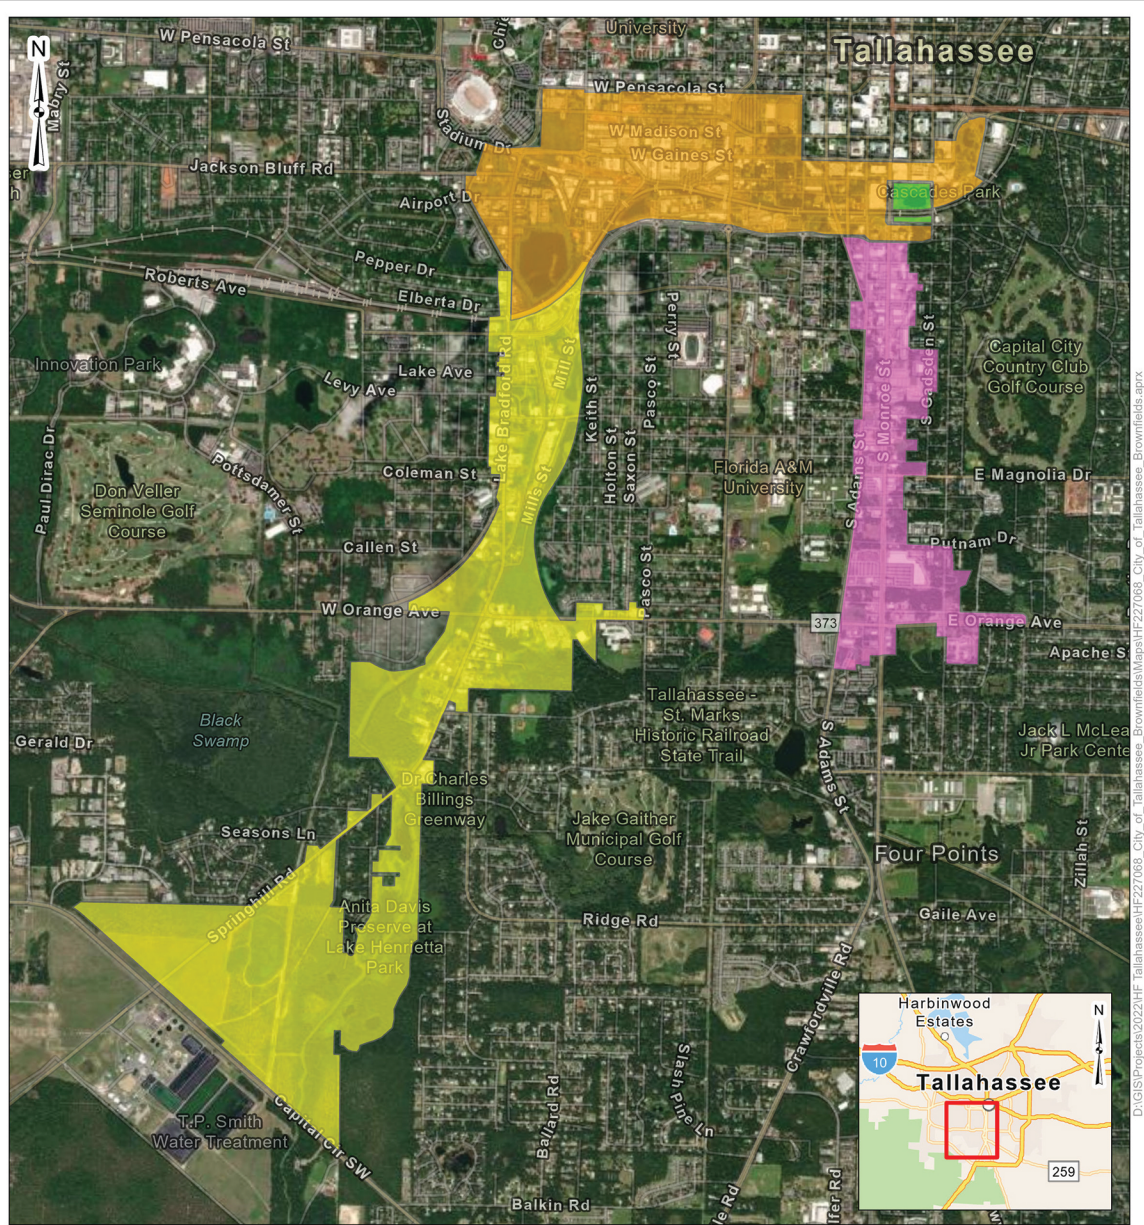 W Pensacola St
University
Tallahassee
N
Mabry St
W Pensacola St
Stadium Dr
W Madison St
W Gaines St
Jackson Bluff Rd
Airport Dr
Cascades Park
Pepper Dr
Roberts Ave
Elberta Dr
Perry St
S Gadsden St
Capital City
Country Club
Golf Course
Innovation Park
Lake Ave
Levy Ave
Lake Bradford Rd
Mill St
Keith St
Pasco St
S Monroe St
Paul Dirac Dr
Pottsdamer St
Don Veller
Seminole Golf
Course
Coleman St
Mills St
Holton St
Saxon St
Florida A&M
University
S Adams St
E Magnolia Dr
Callen St
Putnam Dr
W Orange Ave
Pasco St
373
E Orange Ave
Apache St
Black
Swamp
Gerald Dr
Tallahassee -
St. Marks
Historic Railroad
State Trail
S Adams St
Jack L McLea
Jr Park Cente
Dr Charles
Billings
Greenway
Seasons Ln
Jake Gaither
Municipal Golf
Course
Four Points
Zillah St
Springhill Rd
Anita Davis
Preserve at
Lake Henrietta
Park
Ridge Rd
Gaile Ave
Crawfordville Rd
T.P. Smith
Water Treatment
Capital Cir SW
Ballard Rd
Slash Pine Ln
Balkin Rd
le Rd
lfer Rd
Harbinwood
Estates
N
10
Tallahassee
259
D:\GIS\Projects\2022\HF Tallahassee\HF227068_City_of_Tallahassee_Brownfields\Maps\HF227068_City_of_Tallahassee_Brownfields.aprx